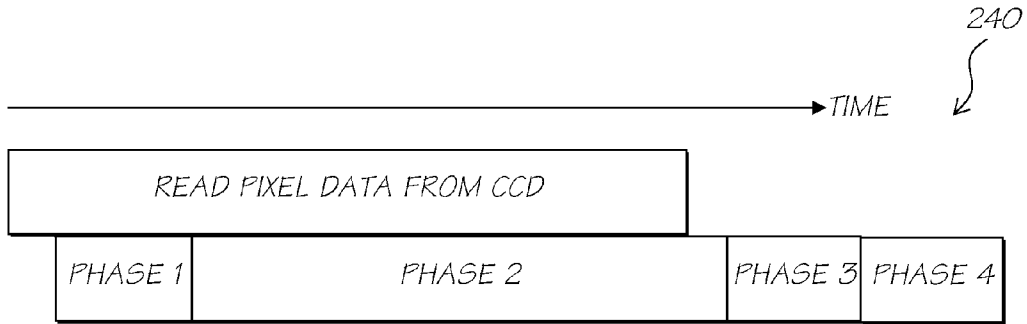 240
TIME
READ PIXEL DATA FROM CCD
PHASE 1 PHASE 2 PHASE 3 PHASE 4